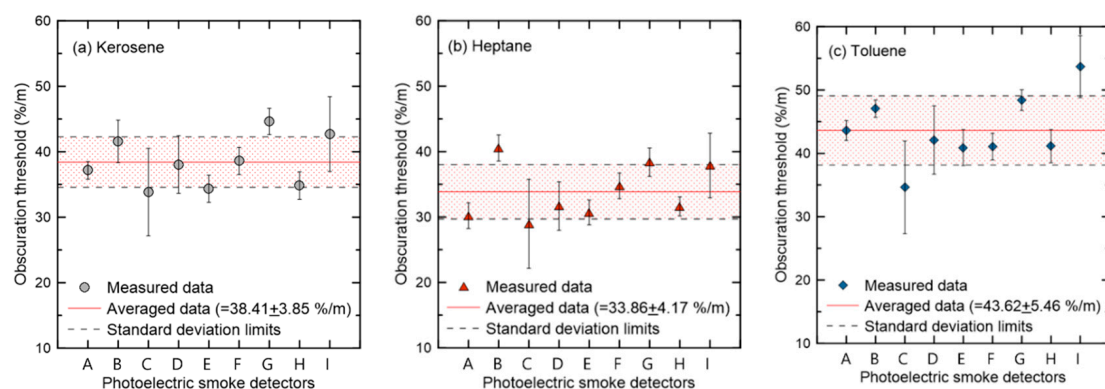 (a) Kerosene
Obscuration threshold (%/m)
60
50
40
30
20
10
Measured data
Averaged data (=38.41±3.85 %/m)
Standard deviation limits
A B C D E F G H I
Photoelectric smoke detectors
(b) Heptane
Obscuration threshold (%/m)
60
50
40
30
20
10
Measured data
Averaged data (=33.86±4.17 %/m)
Standard deviation limits
A B C D E F G H I
Photoelectric smoke detectors
(c) Toluene
Obscuration threshold (%/m)
60
50
40
30
20
10
Measured data
Averaged data (=43.62±5.46 %/m)
Standard deviation limits
A B C D E F G H I
Photoelectric smoke detectors